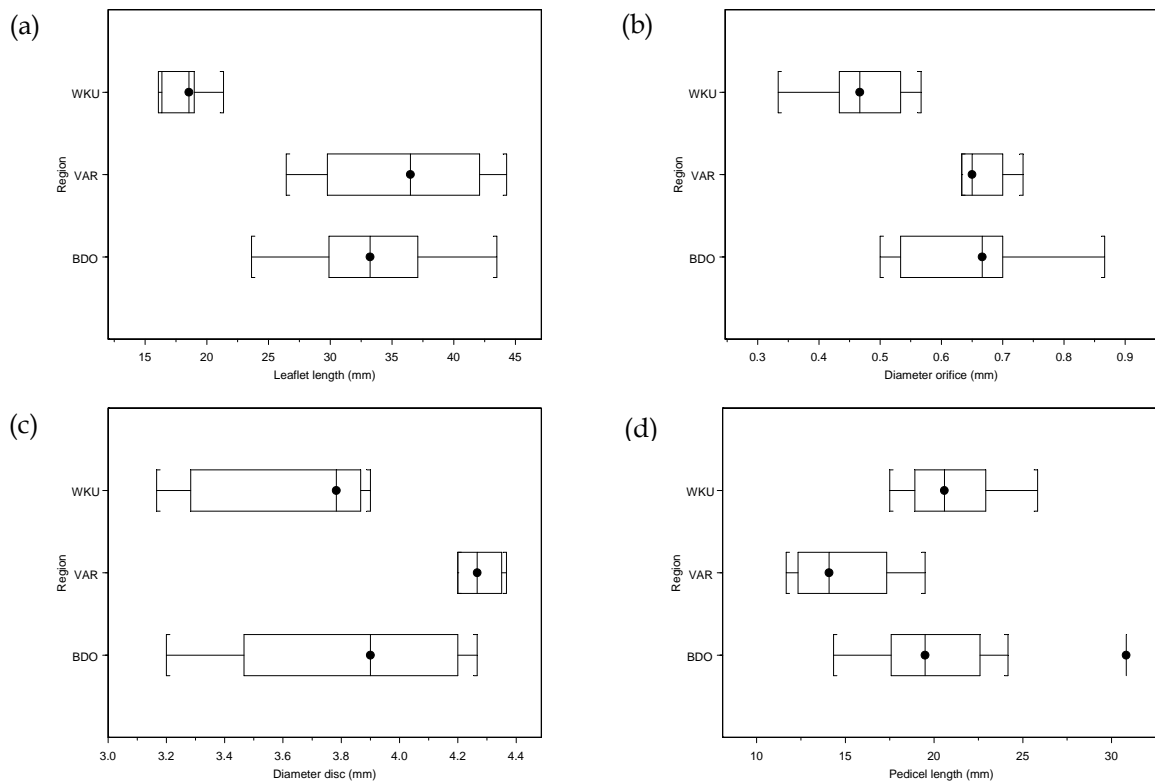 (a)
WKU
VAR
BDO
Region
15 20 25 30 35 40 45
Leaflet length (mm)
(b)
WKU
VAR
BDO
Region
0.3 0.4 0.5 0.6 0.7 0.8 0.9
Diameter orifice (mm)
(c)
WKU
VAR
BDO
Region
3.0 3.2 3.4 3.6 3.8 4.0 4.2 4.4
Diameter disc (mm)
(d)
WKU
VAR
BDO
Region
10 15 20 25 30
Pedicel length (mm)